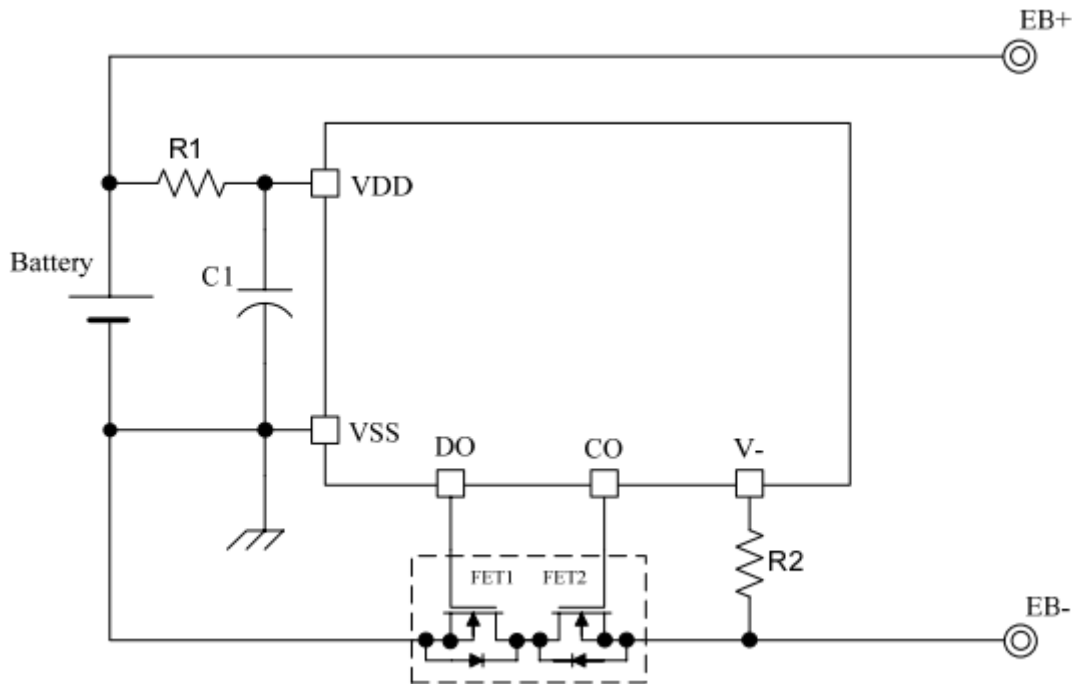 EB+
R1
VDD
Battery
C1
VSS
DO
CO
V-
FET1
FET2
R2
EB-